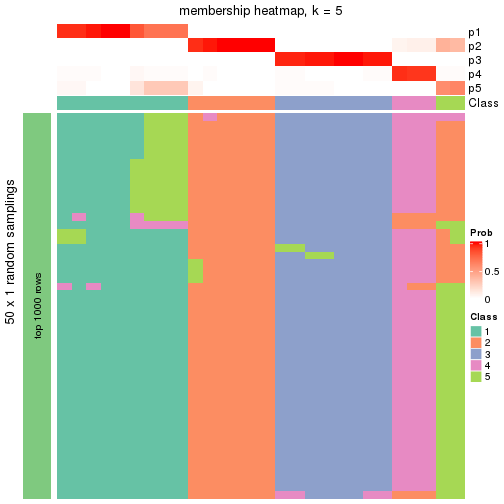 membership heatmap, k = 5
p1
p2
p3
p4
p5
Class
50 x 1 random samplings
top 1000 rows
Prob
1
0.5
0
Class
1
2
3
4
5